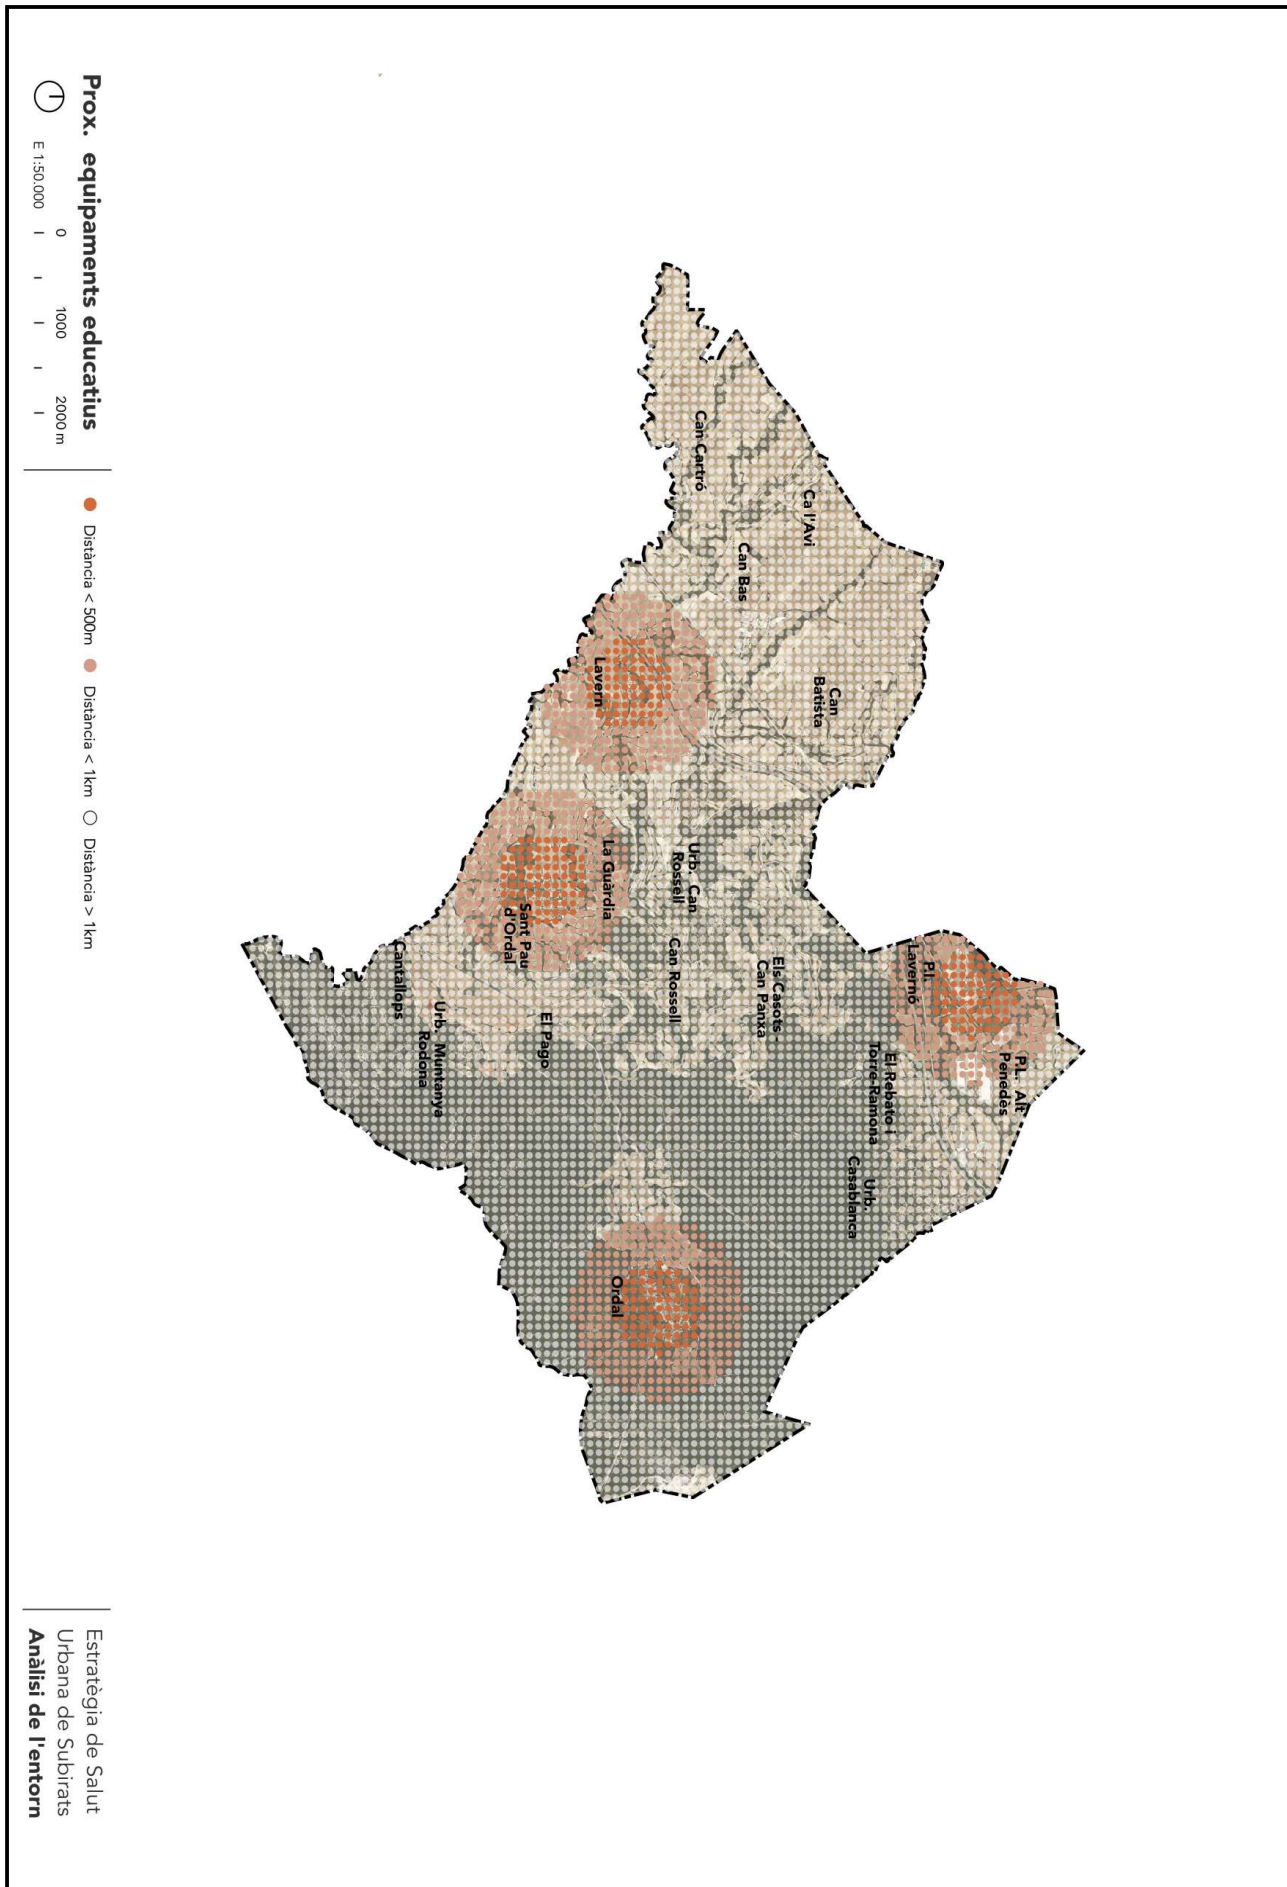 P.L. Alt
Penedès
P.I.
Lavernó
El Rebato i
Torre-Ramona
Urb.
Casablanca
Can
Batista
Ca l'Avi
Els Casots -
Can Panxa
Can Bas
Can Cartró
Urb. Can
Rossell
Can Rossell
Ordal
La Guàrdia
Lavern
El Pago
Sant Pau
d'Ordal
Urb. Muntanya
Rodona
Cantallops
Prox. equipaments educatius
E 1:50.000
0
1000
2000 m
Distància < 500m
Distància < 1km
Distància > 1km
Estratègia de Salut
Urbana de Subirats
Anàlisi de l'entorn